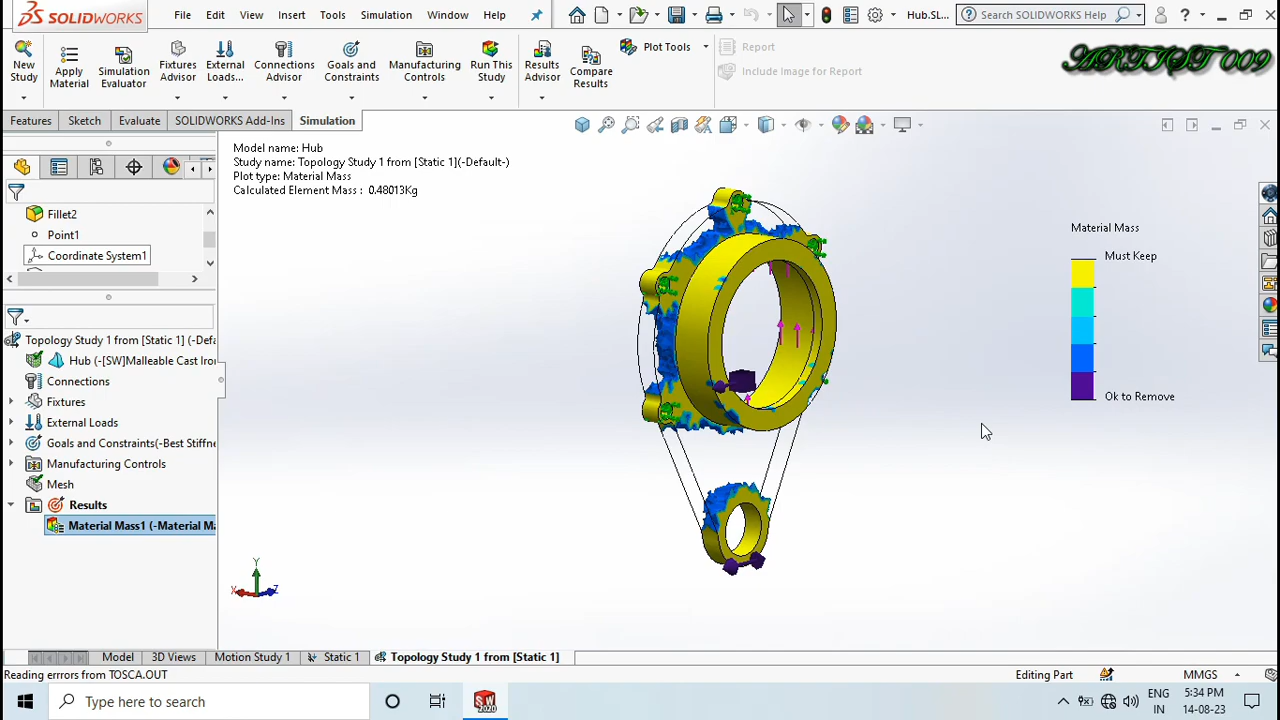 SOLIDWORKS
File Edit View Insert Tools Simulation Window Help
Hub.SL...
Search SOLIDWORKS Help
?
ARTIST 009
New Study
Apply Material
Simulation Evaluator
Fixtures Advisor
External Loads...
Connections Advisor
Goals and Constraints
Manufacturing Controls
Run This Study
Results Advisor
Compare Results
Plot Tools
Report
Include Image for Report
Features Sketch Evaluate SOLIDWORKS Add-Ins Simulation
Model name: Hub
Study name: Topology Study 1 from [Static 1](-Default-)
Plot type: Material Mass
Calculated Element Mass : 0.48013Kg
Fillet2
Point1
Coordinate System1
Material Mass
Must Keep
Ok to Remove
Topology Study 1 from [Static 1] (-Defa
Hub (-[SW]Malleable Cast Iron
Connections
Fixtures
External Loads
Goals and Constraints(-Best Stiffne
Manufacturing Controls
Mesh
Results
Material Mass1 (-Material Ma
Y
X
Z
Model 3D Views Motion Study 1 Static 1 Topology Study 1 from [Static 1]
Reading errors from TOSCA.OUT
Editing Part
MMGS
Type here to search
SW
2020
ENG
IN
5:34 PM
14-08-23